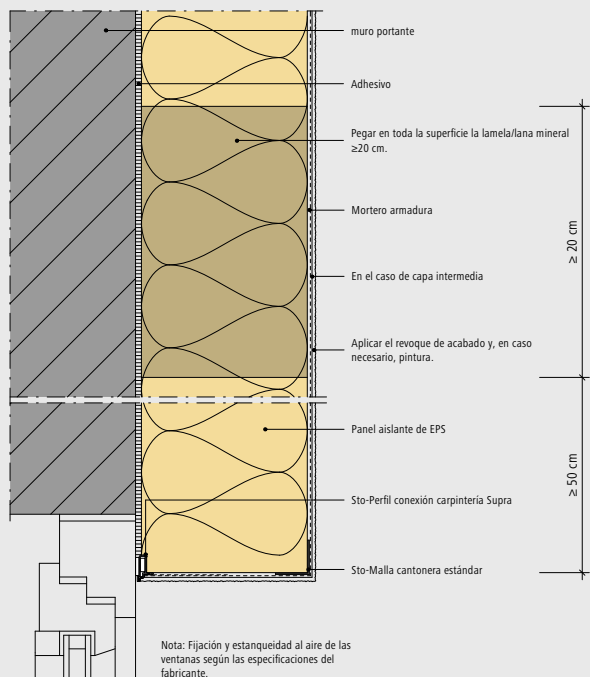 muro portante
Adhesivo
Pegar en toda la superficie la lamela/lana mineral
≥20 cm.
Mortero armadura
≥ 20 cm
En el caso de capa intermedia
Aplicar el revoque de acabado y, en caso
necesario, pintura.
Panel aislante de EPS
≥ 50 cm
Sto-Perfil conexión carpintería Supra
Sto-Malla cantonera estándar
Nota: Fijación y estanqueidad al aire de las
ventanas según las especificaciones del
fabricante.